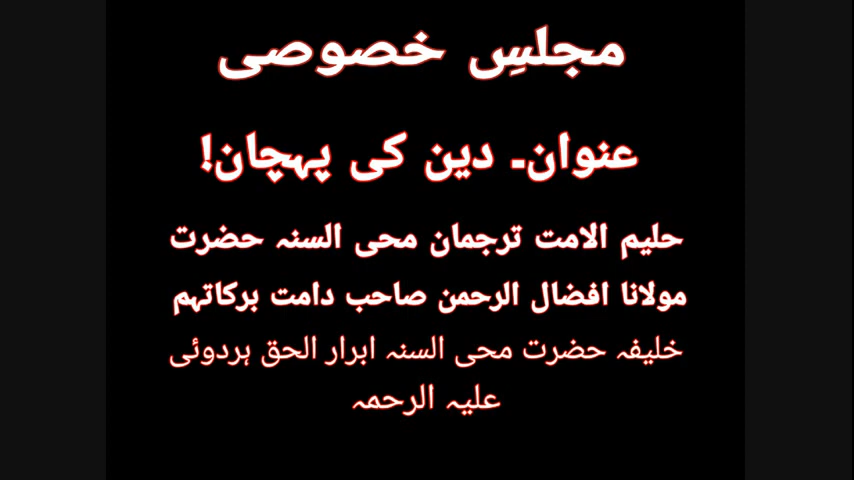 مجلسِ خصوصی
عنوان۔ دین کی پہچان!
حلیم الامت ترجمان محی السنہ حضرت
مولانا افضال الرحمن صاحب دامت برکاتہم
خلیفہ حضرت محی السنہ ابرار الحق ہردوئی
علیہ الرحمہ